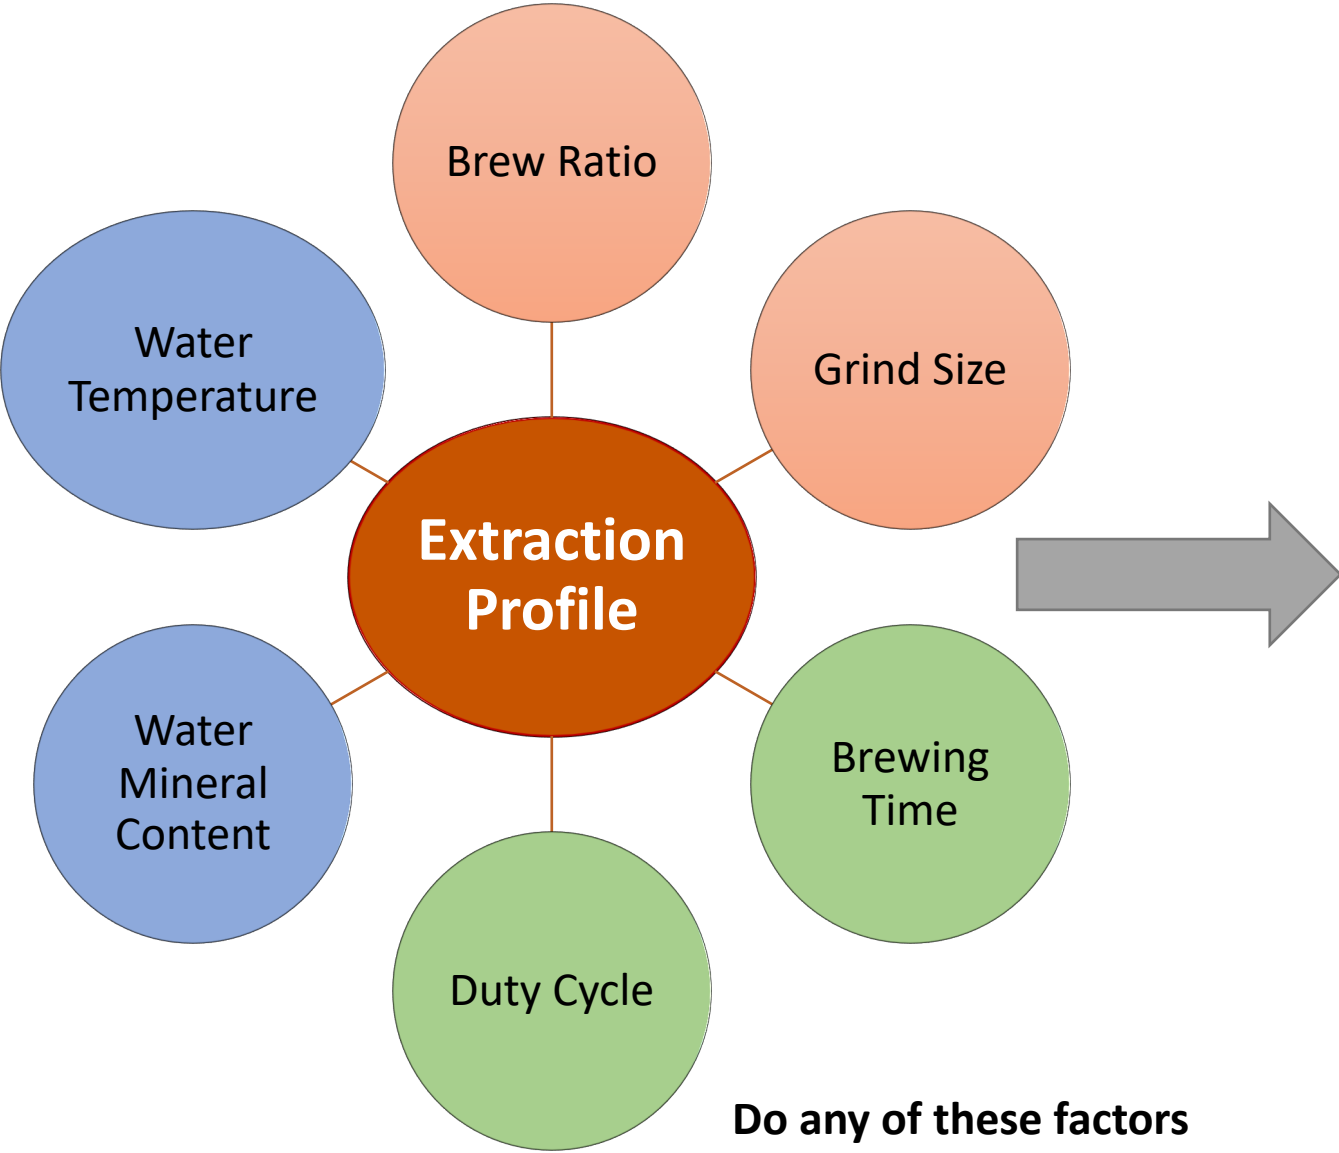 Brew Ratio
Water
Temperature
Grind Size
Extraction
Profile
Water
Mineral
Content
Brewing
Time
Duty Cycle
Do any of these factors